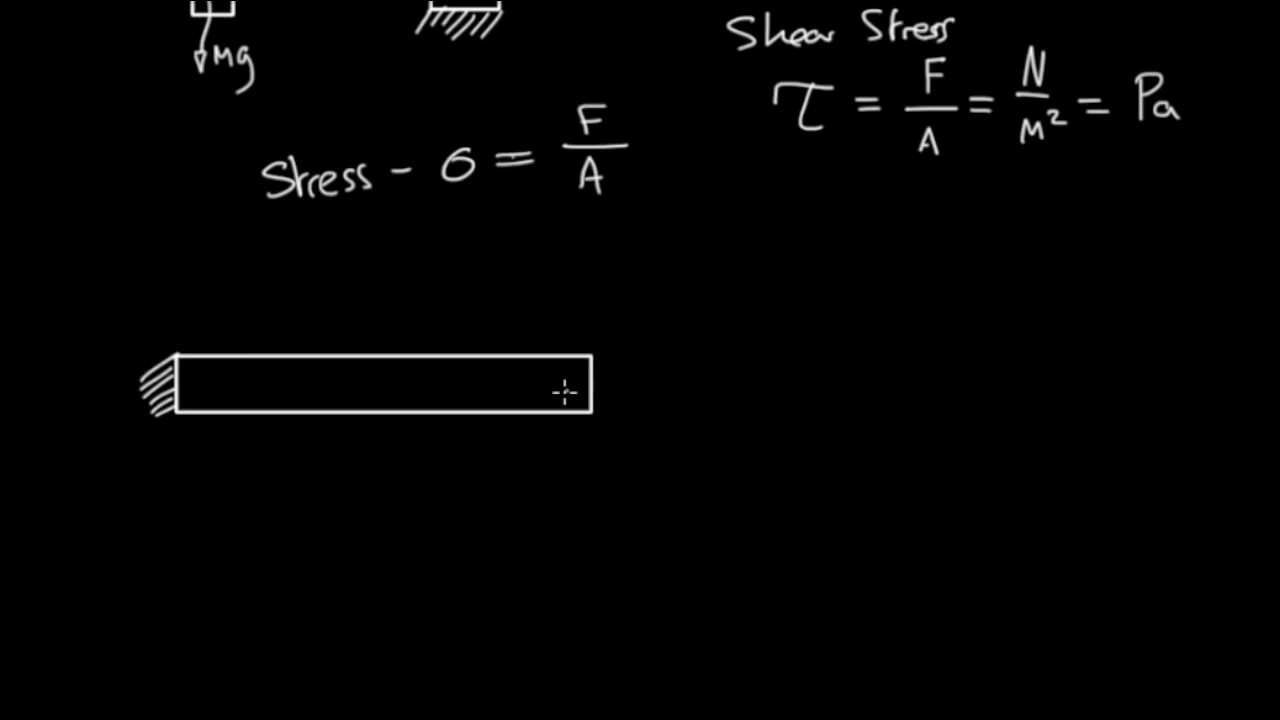 Mg
Stress - σ = F/A
Shear Stress
τ = F/A = N/M² = Pa